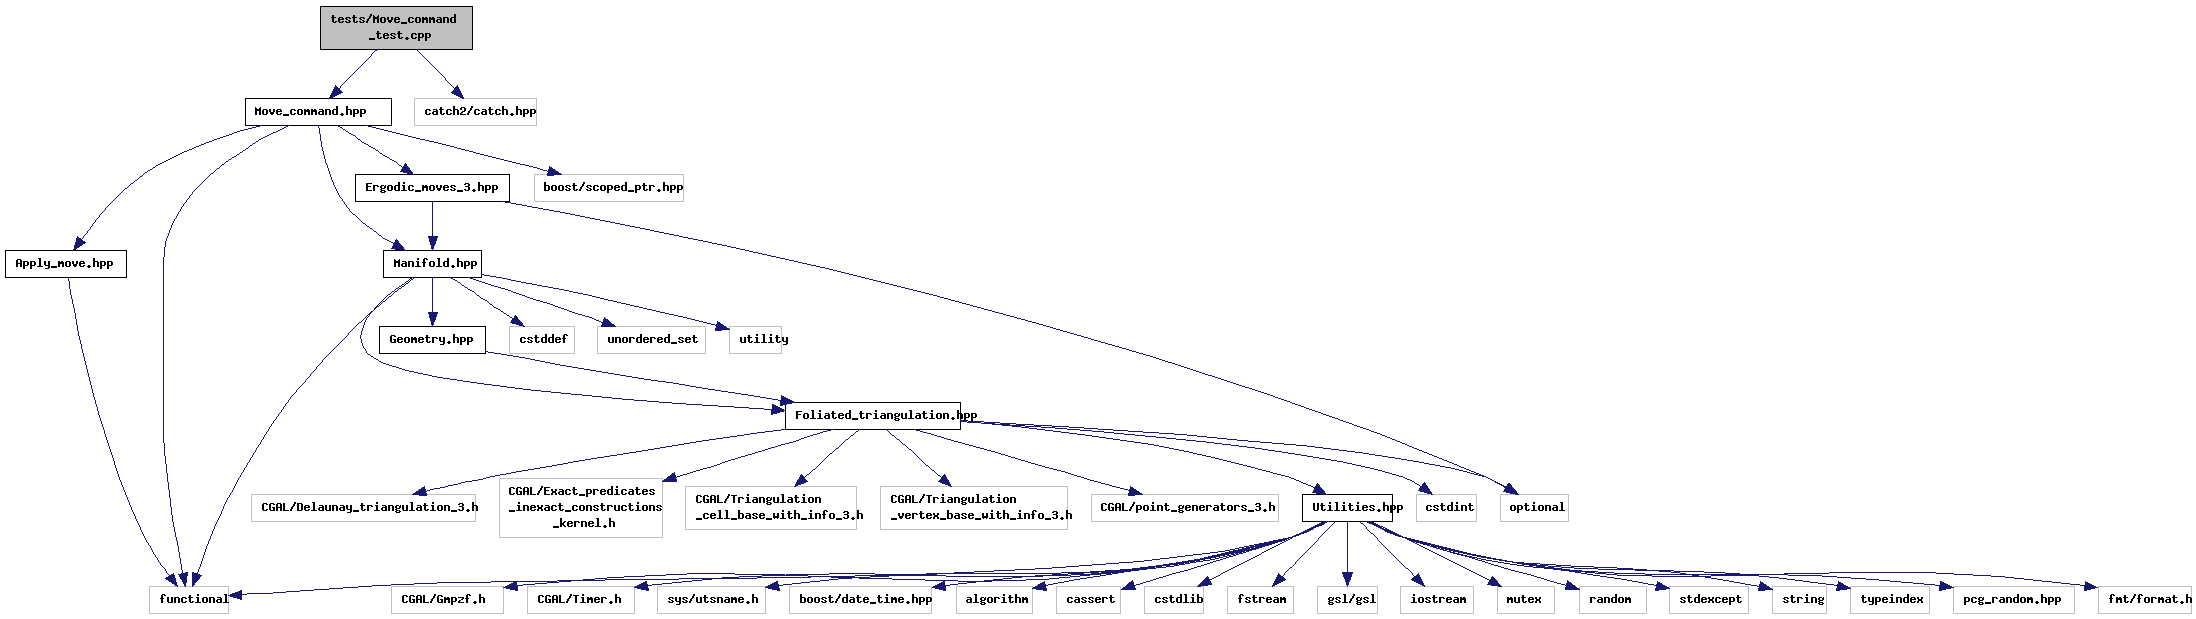 tests/Move_command
_test.cpp
Move_command.hpp
catch2/catch.hpp
Ergodic_moves_3.hpp
boost/scoped_ptr.hpp
Apply_move.hpp
Manifold.hpp
Geometry.hpp
cstddef
unordered_set
utility
Foliated_triangulation.hpp
CGAL/Delaunay_triangulation_3.h
CGAL/Exact_predicates
_inexact_constructions
_kernel.h
CGAL/Triangulation
_cell_base_with_info_3.h
CGAL/Triangulation
_vertex_base_with_info_3.h
CGAL/point_generators_3.h
Utilities.hpp
cstdint
optional
functional
CGAL/Gmpzf.h
CGAL/Timer.h
sys/utsname.h
boost/date_time.hpp
algorithm
cassert
cstdlib
fstream
gsl/gsl
iostream
mutex
random
stdexcept
string
typeindex
pcg_random.hpp
fmt/format.h